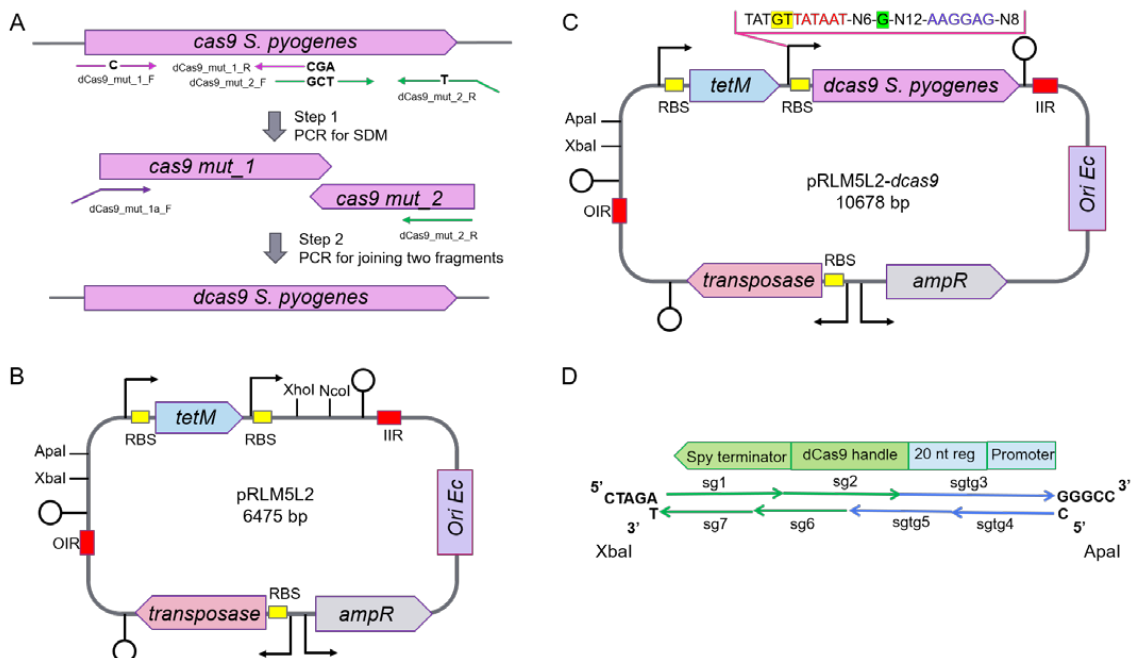 A
cas9 S. pyogenes
C
dCas9_mut_1_F
dCas9_mut_1_R
CGA
dCas9_mut_2_F
GCT
T
dCas9_mut_2_R
Step 1
PCR for SDM
cas9 mut_1
dCas9_mut_1a_F
cas9 mut_2
dCas9_mut_2_R
Step 2
PCR for joining two fragments
dcas9 S. pyogenes
B
RBS
tetM
RBS
XhoI
NcoI
IIR
ApaI
XbaI
OIR
pRLM5L2
6475 bp
Ori Ec
transposase
RBS
ampR
C
TATGTTATAAT-N6-G-N12-AAGGAG-N8
RBS
tetM
RBS
dcas9 S. pyogenes
IIR
ApaI
XbaI
OIR
pRLM5L2-dcas9
10678 bp
Ori Ec
transposase
RBS
ampR
D
Spy terminator
dCas9 handle
20 nt reg
Promoter
5’
CTAGA
sg1
sg2
sgtg3
GGGCC
3’
T
3’
sg7
sg6
sgtg5
sgtg4
C
5’
XbaI
ApaI